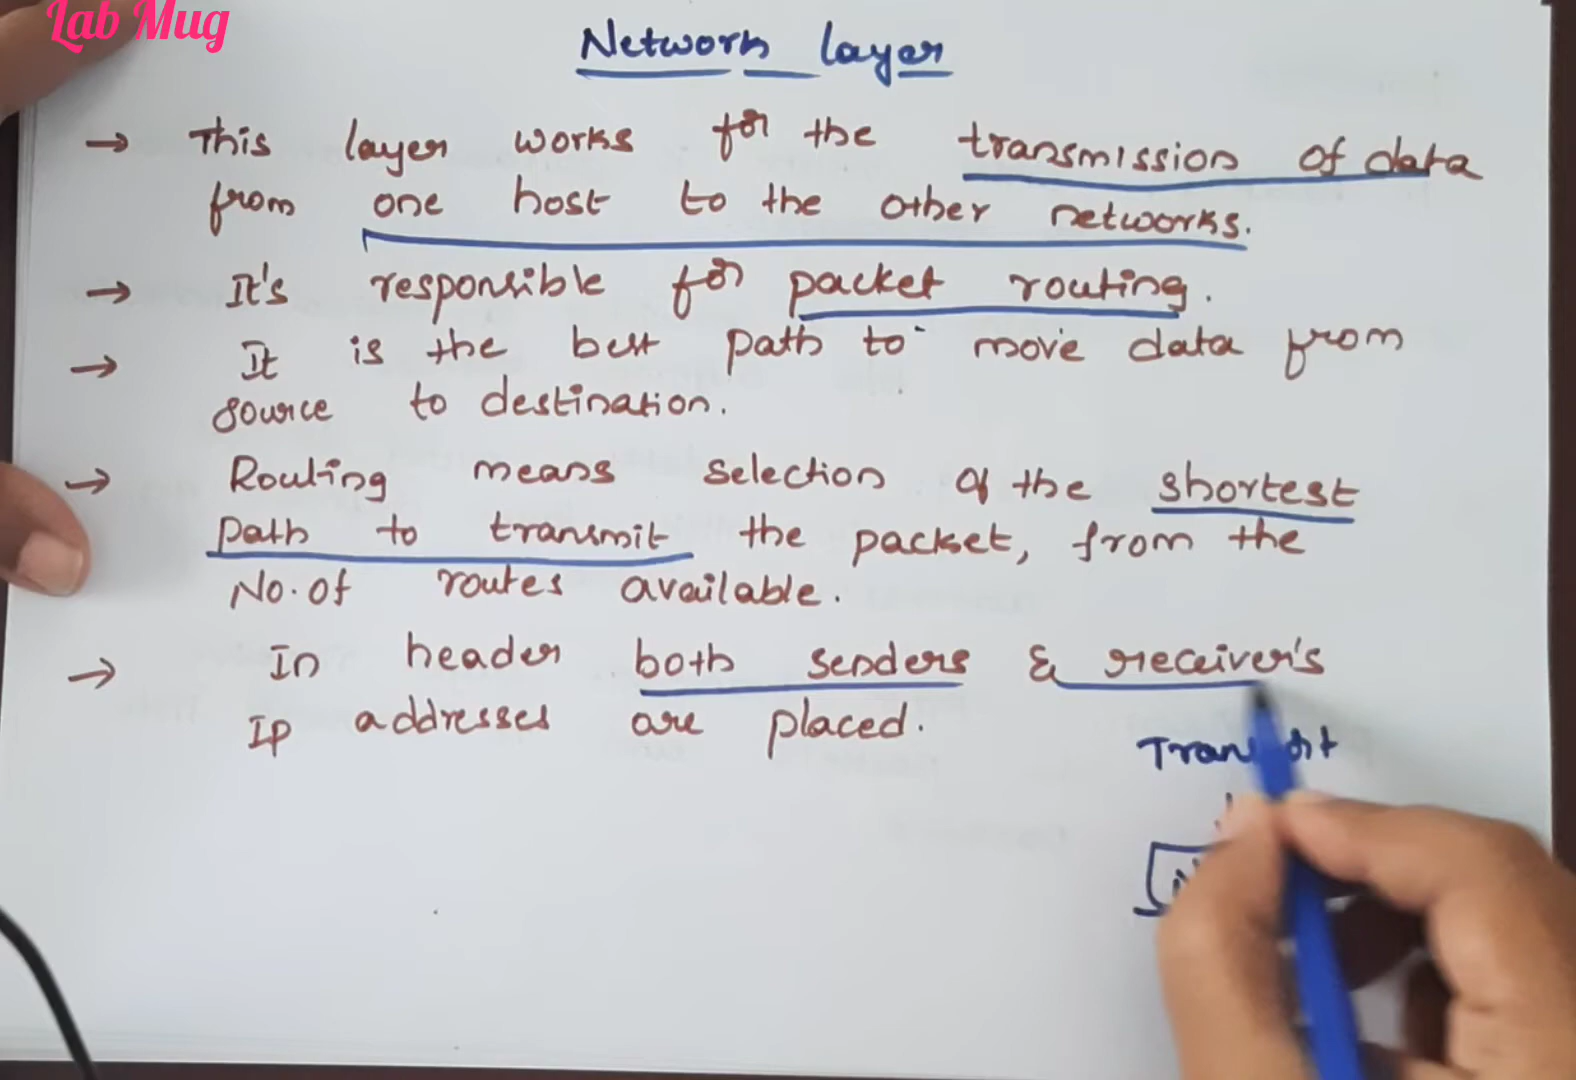 Lab Mug
Network layer
→ This layer works for the transmission of data
from one host to the other networks.
→ It's responsible for packet routing.
→ It is the best path to move data from
source to destination.
→ Routing means selection of the shortest
path to transmit the packet, from the
No. of routes available.
→ In header both senders & receiver's
Ip addresses are placed.